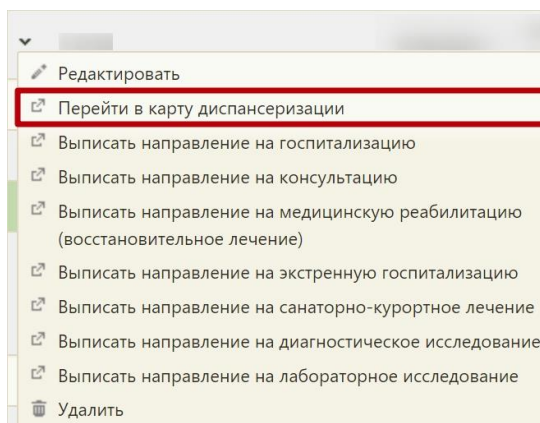 Редактировать
Перейти в карту диспансеризации
Выписать направление на госпитализацию
Выписать направление на консультацию
Выписать направление на медицинскую реабилитацию
(восстановительное лечение)
Выписать направление на экстренную госпитализацию
Выписать направление на санаторно-курортное лечение
Выписать направление на диагностическое исследование
Выписать направление на лабораторное исследование
Удалить